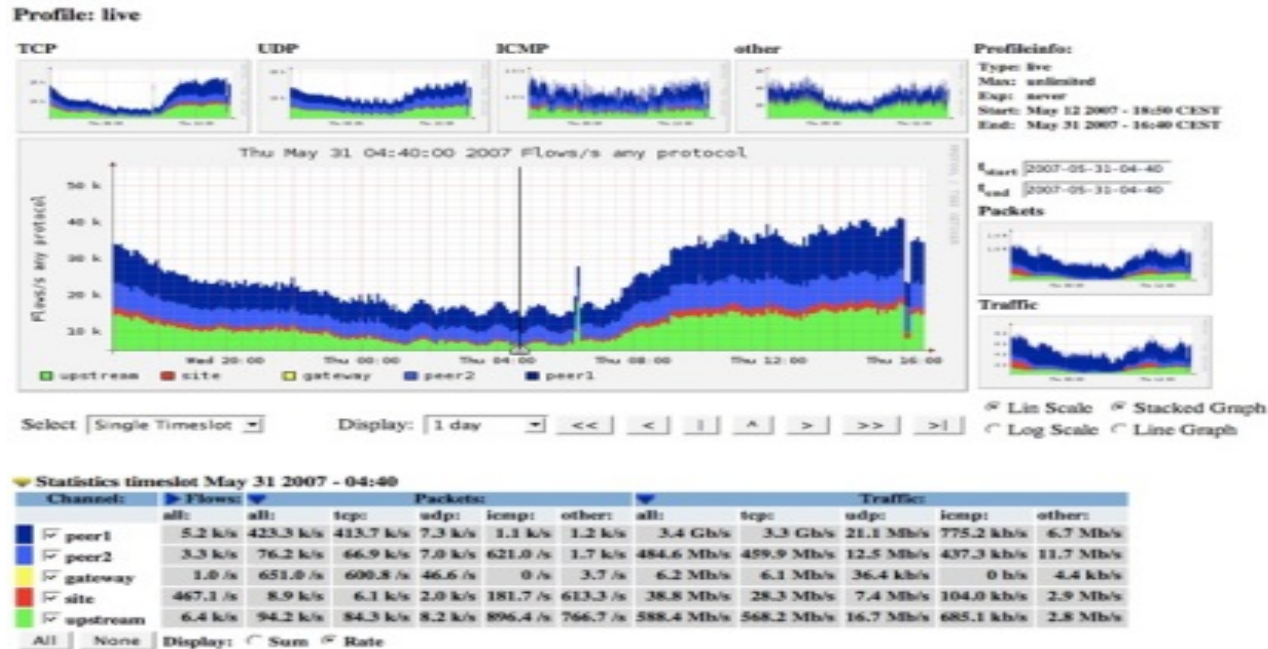 Profile: live
TCP UDP ICMP other Profileinfo:
Type: live
Max: unlimited
Exp: never
Start: May 12 2007 - 18:50 CEST
End: May 31 2007 - 16:40 CEST
Thu May 31 04:40:00 2007 Flows/s any protocol
tstart 2007-05-31-04-40
tend 2007-05-31-04-40
Packets
Flows/s any protocol
50 k
40 k
30 k
20 k
10 k
Traffic
Wed 20:00 Thu 00:00 Thu 04:00 Thu 08:00 Thu 12:00 Thu 16:00
upstream site gateway peer2 peer1
Lin Scale Stacked Graph
Log Scale Line Graph
Select Single Timeslot Display: 1 day << < | ^ > >> >|
Statistics timeslot May 31 2007 - 04:40
Channel: Flows: Packets: Traffic:
all: all: tcp: udp: icmp: other: all: tcp: udp: icmp: other:
peer1 5.2 k/s 423.3 k/s 413.7 k/s 7.3 k/s 1.1 k/s 1.2 k/s 3.4 Gb/s 3.3 Gb/s 21.1 Mb/s 775.2 kb/s 6.7 Mb/s
peer2 3.3 k/s 76.2 k/s 66.9 k/s 7.0 k/s 621.0 /s 1.7 k/s 484.6 Mb/s 459.9 Mb/s 12.5 Mb/s 437.3 kb/s 11.7 Mb/s
gateway 1.0 /s 651.0 /s 600.8 /s 46.6 /s 0 /s 3.7 /s 6.2 Mb/s 6.1 Mb/s 36.4 kb/s 0 b/s 4.4 kb/s
site 467.1 /s 8.9 k/s 6.1 k/s 2.0 k/s 181.7 /s 613.3 /s 38.8 Mb/s 28.3 Mb/s 7.4 Mb/s 104.0 kb/s 2.9 Mb/s
upstream 6.4 k/s 94.2 k/s 84.3 k/s 8.2 k/s 896.4 /s 766.7 /s 588.4 Mb/s 568.2 Mb/s 16.7 Mb/s 685.1 kb/s 2.8 Mb/s
All None Display: Sum Rate